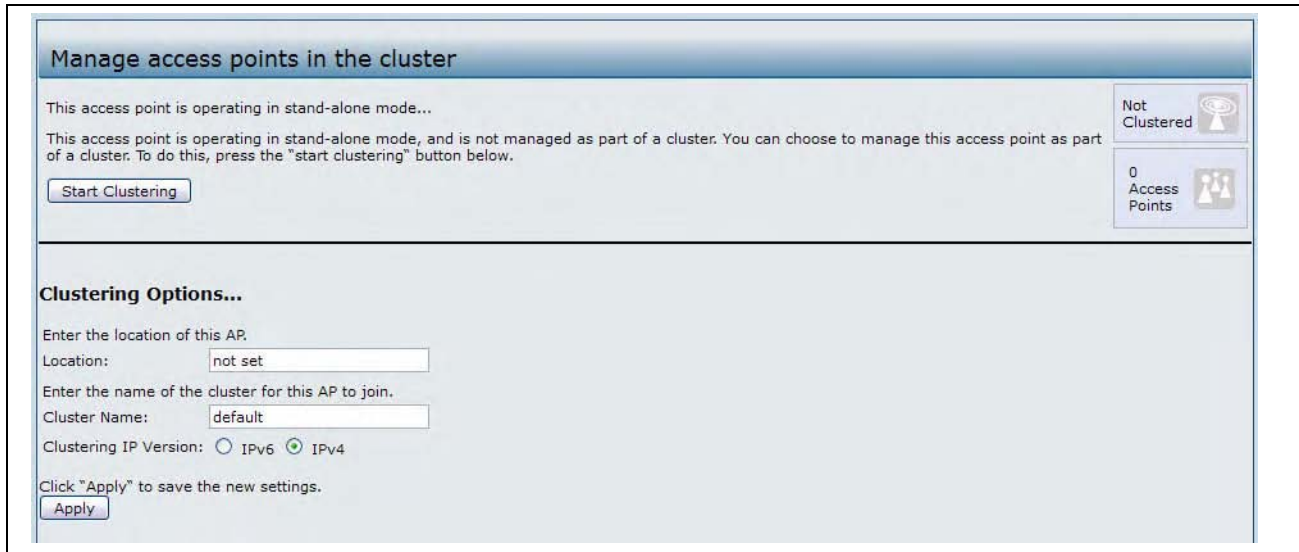 Manage access points in the cluster
This access point is operating in stand-alone mode...
This access point is operating in stand-alone mode, and is not managed as part of a cluster. You can choose to manage this access point as part
of a cluster. To do this, press the "start clustering" button below.
Start Clustering
Not
Clustered
0
Access
Points
Clustering Options...
Enter the location of this AP.
Location: not set
Enter the name of the cluster for this AP to join.
Cluster Name: default
Clustering IP Version: IPv6 IPv4
Click "Apply" to save the new settings.
Apply